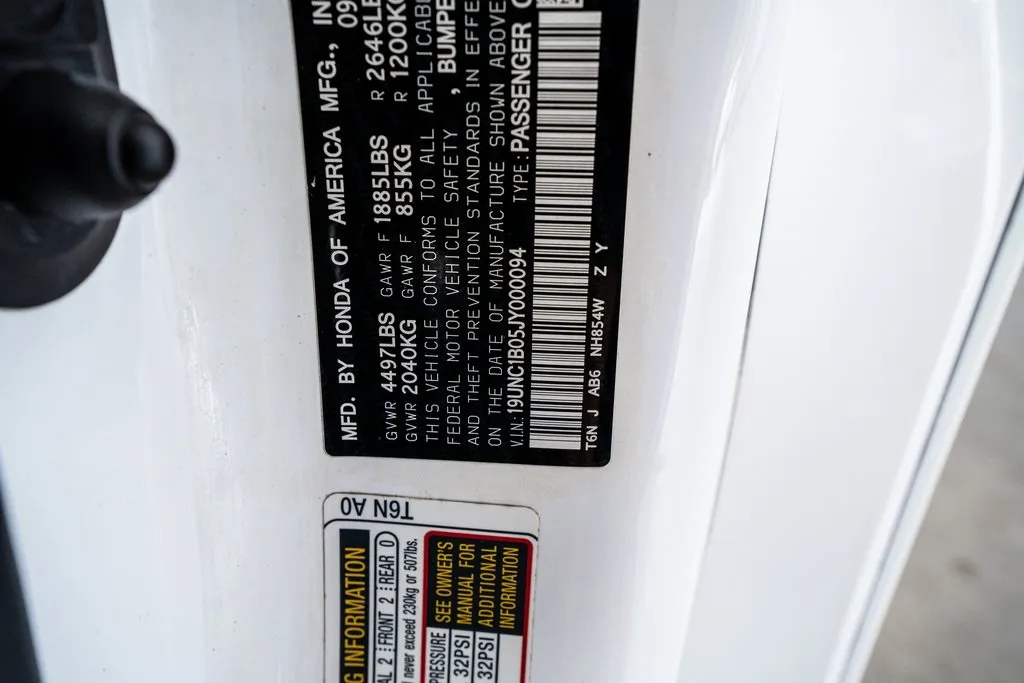 MFD. BY HONDA OF AMERICA MFG., IN
09
GVWR 4497LBS GAWR F 1885LBS R 2646LB
GVWR 2040KG GAWR F 855KG R 1200KG
THIS VEHICLE CONFORMS TO ALL APPLICABL
FEDERAL MOTOR VEHICLE SAFETY , BUMPE
AND THEFT PREVENTION STANDARDS IN EFFE
ON THE DATE OF MANUFACTURE SHOWN ABOVE
V.I.N.: 19UNC1B05JY000094 TYPE: PASSENGER C
T6N J AB6 NH854W Z Y
T6N A0
G INFORMATION
AL 2 FRONT 2 REAR 0
never exceed 230kg or 507lbs.
PRESSURE SEE OWNER'S
32PSI MANUAL FOR
32PSI ADDITIONAL
INFORMATION